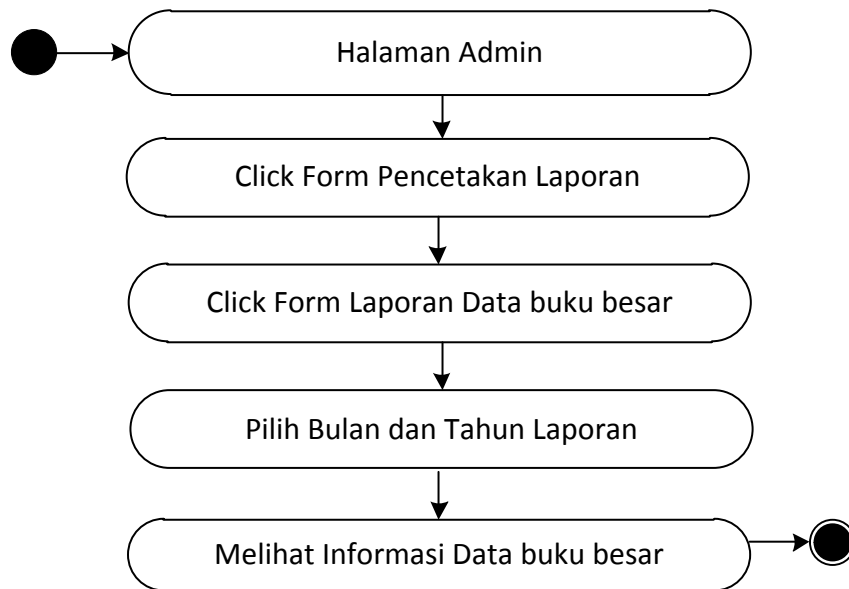 Halaman Admin
Click Form Pencetakan Laporan
Click Form Laporan Data buku besar
Pilih Bulan dan Tahun Laporan
Melihat Informasi Data buku besar